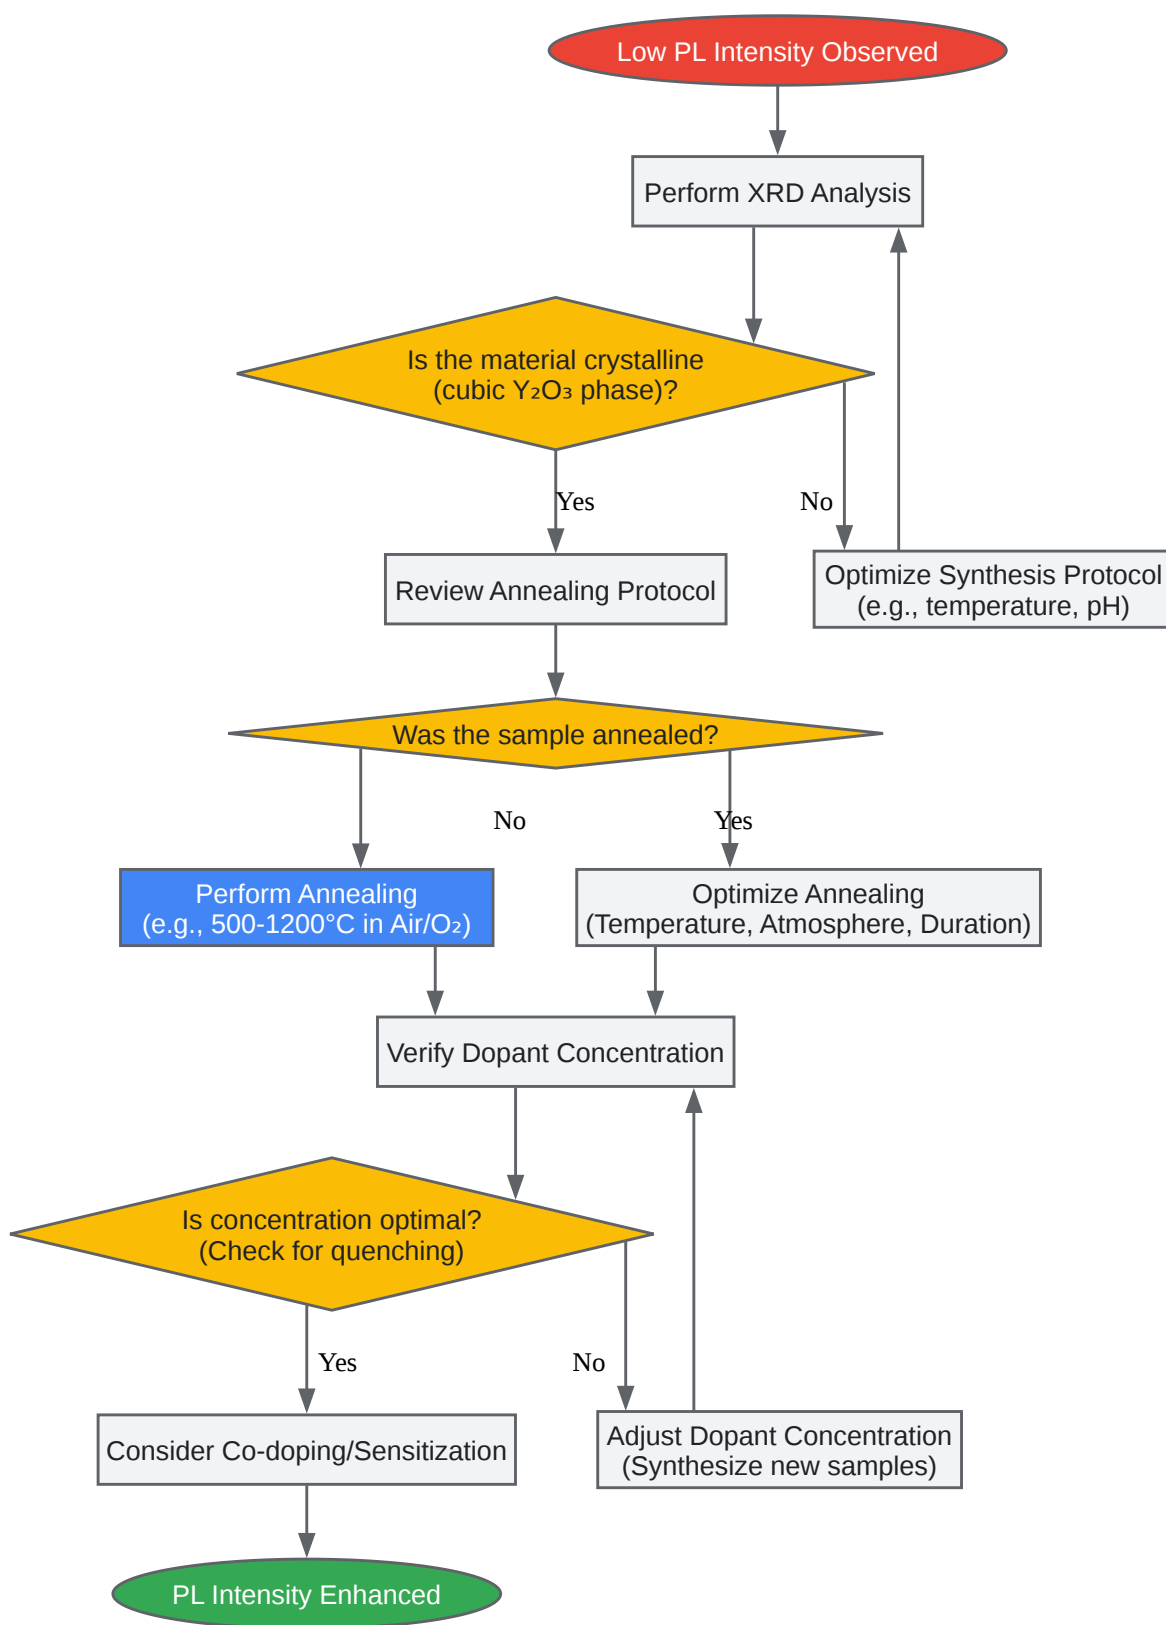 Low PL Intensity Observed
Perform XRD Analysis
Is the material crystalline
(cubic Y₂O₃ phase)?
Yes
No
Review Annealing Protocol
Optimize Synthesis Protocol
(e.g., temperature, pH)
Was the sample annealed?
No
Yes
Perform Annealing
(e.g., 500-1200°C in Air/O₂)
Optimize Annealing
(Temperature, Atmosphere, Duration)
Verify Dopant Concentration
Is concentration optimal?
(Check for quenching)
Yes
No
Consider Co-doping/Sensitization
Adjust Dopant Concentration
(Synthesize new samples)
PL Intensity Enhanced